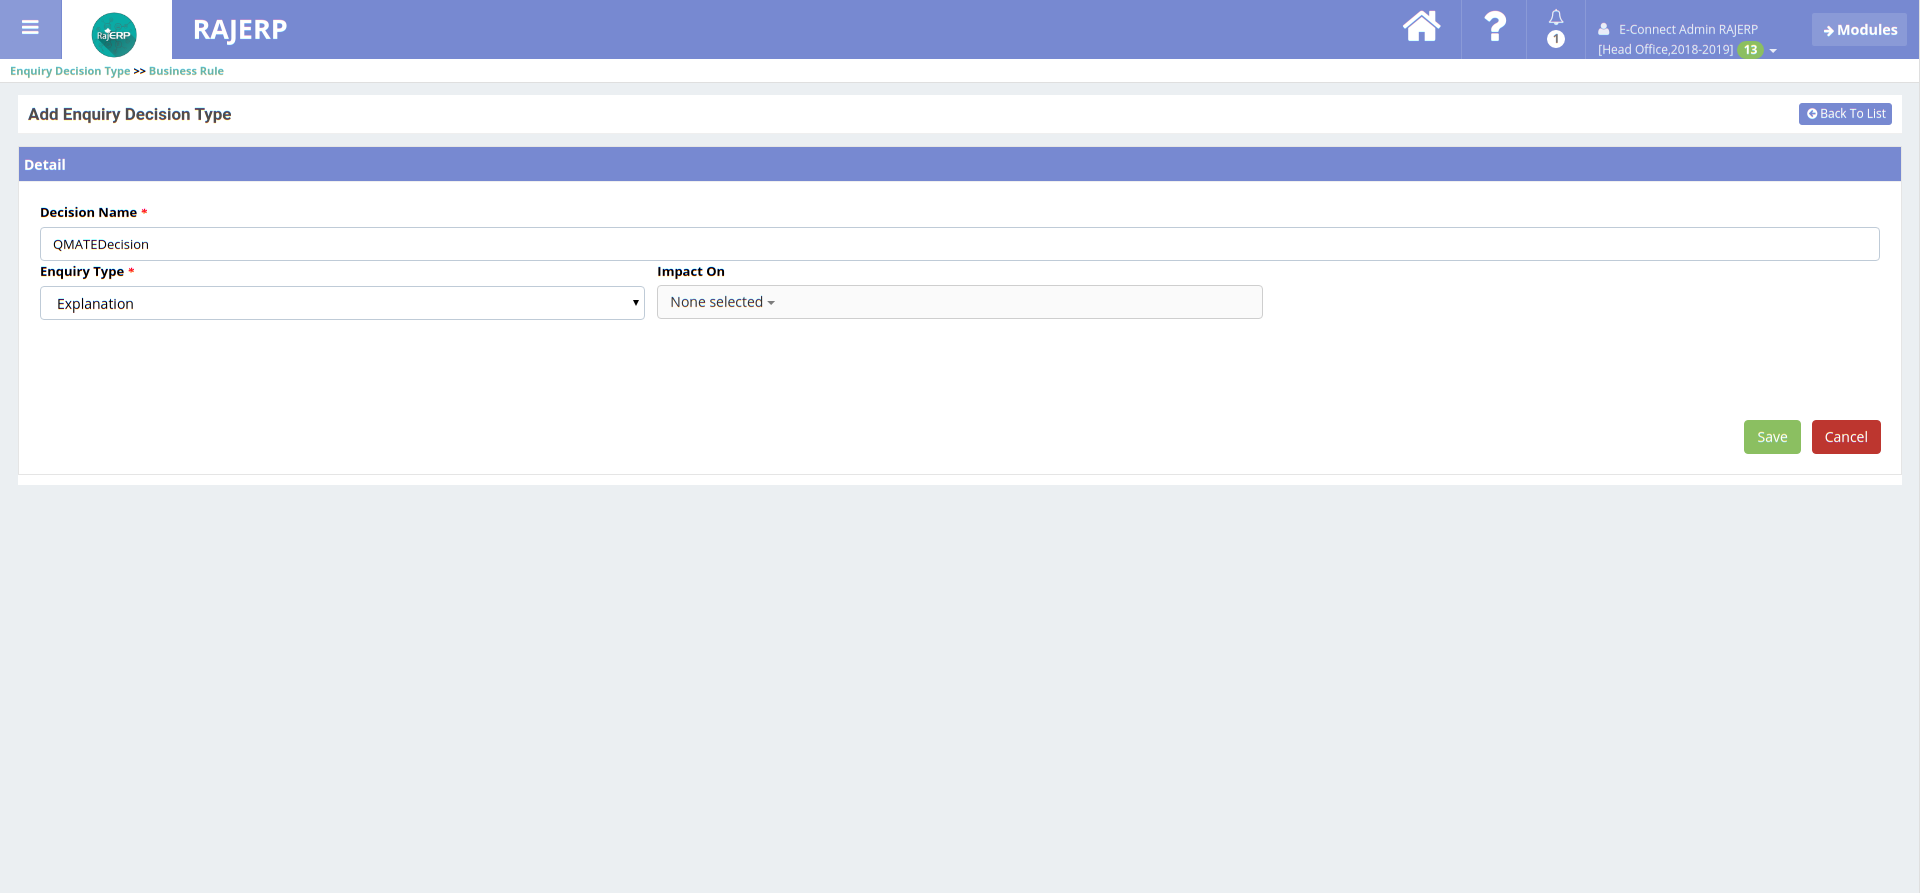 RajERP
RAJERP
1
E-Connect Admin RAJERP
[Head Office,2018-2019] 13
Modules
Enquiry Decision Type >> Business Rule
Add Enquiry Decision Type
Back To List
Detail
Decision Name *
QMATEDecision
Enquiry Type *
Impact On
Explanation
None selected
Save
Cancel